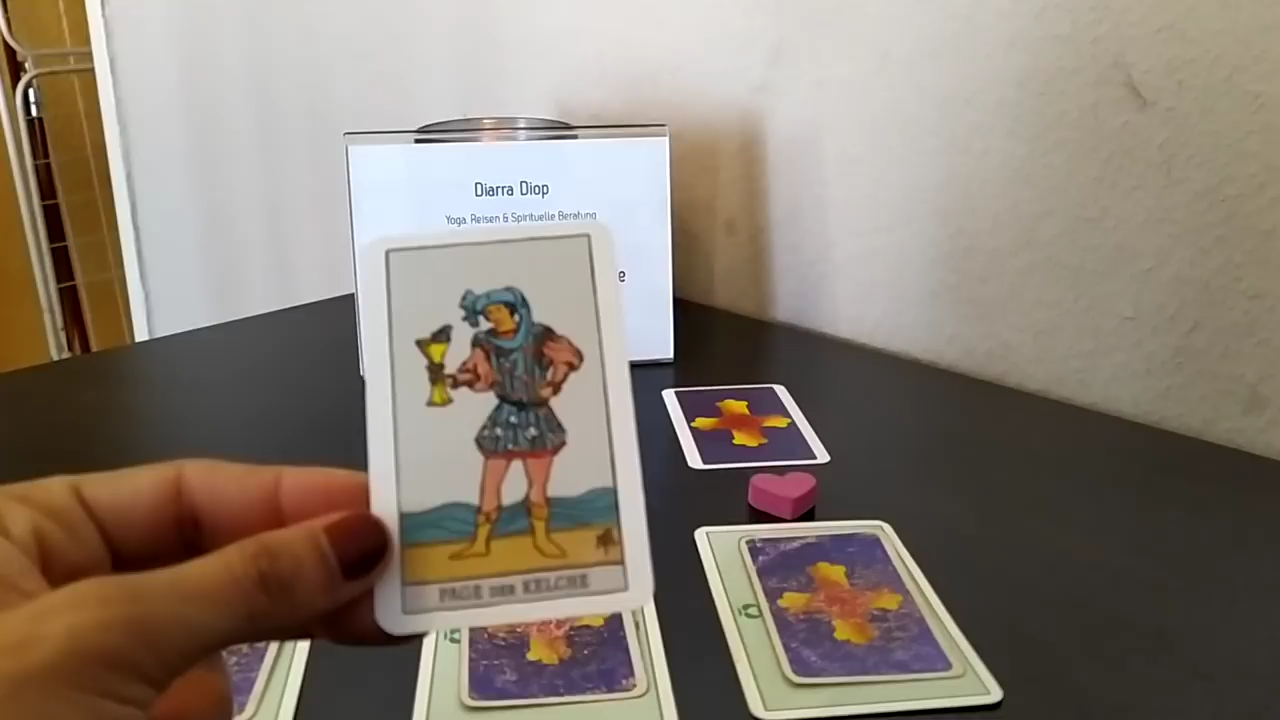 Diarra Diop
Yoga, Reisen & Spirituelle Beratung
e
PAGE DER KELCHE